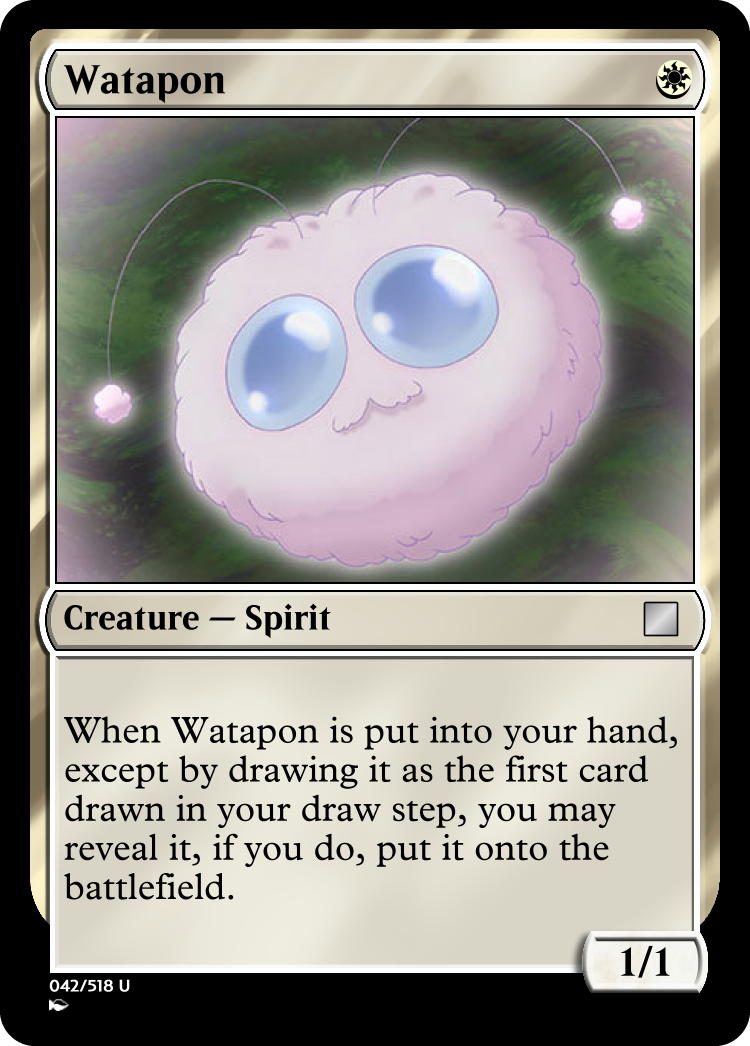 Watapon
Creature — Spirit
When Watapon is put into your hand,
except by drawing it as the first card
drawn in your draw step, you may
reveal it, if you do, put it onto the
battlefield.
1/1
042/518 U